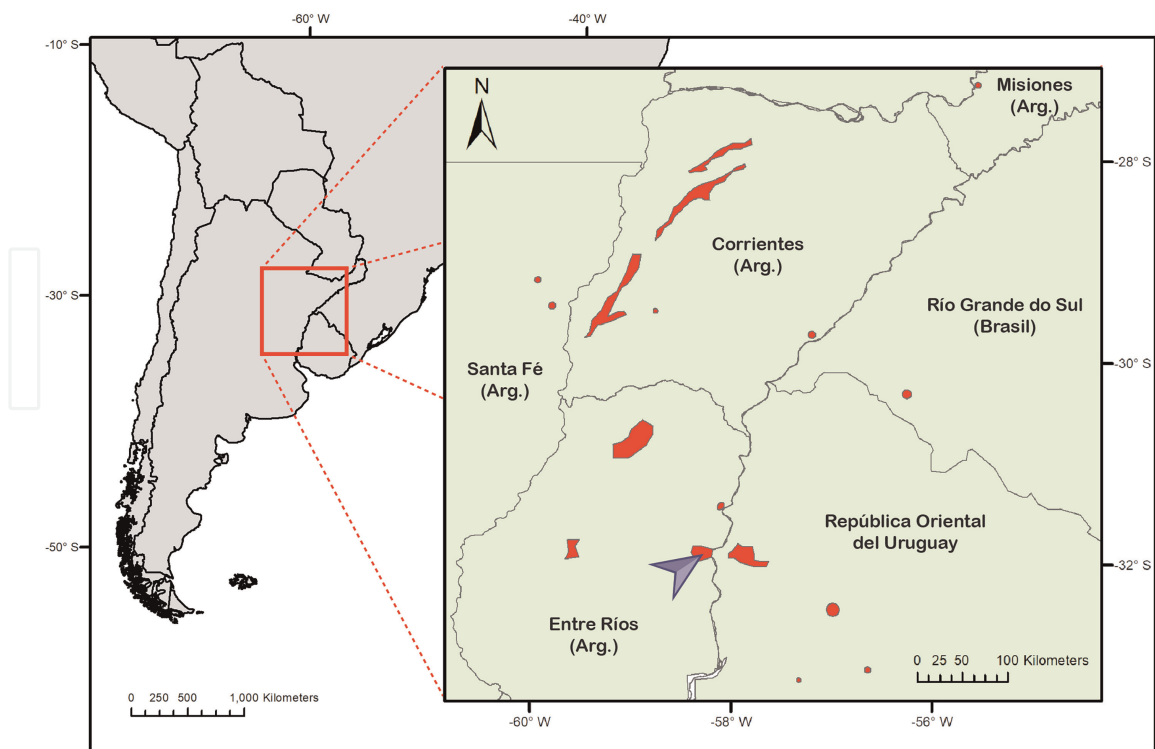 -60° W
-40° W
-10° S
-30° S
-50° S
N
Misiones
(Arg.)
-28° S
Corrientes
(Arg.)
Río Grande do Sul
(Brasil)
Santa Fé
(Arg.)
-30° S
República Oriental
del Uruguay
-32° S
Entre Ríos
(Arg.)
0 25 50 100 Kilometers
0 250 500 1,000 Kilometers
-60° W
-58° W
-56° W